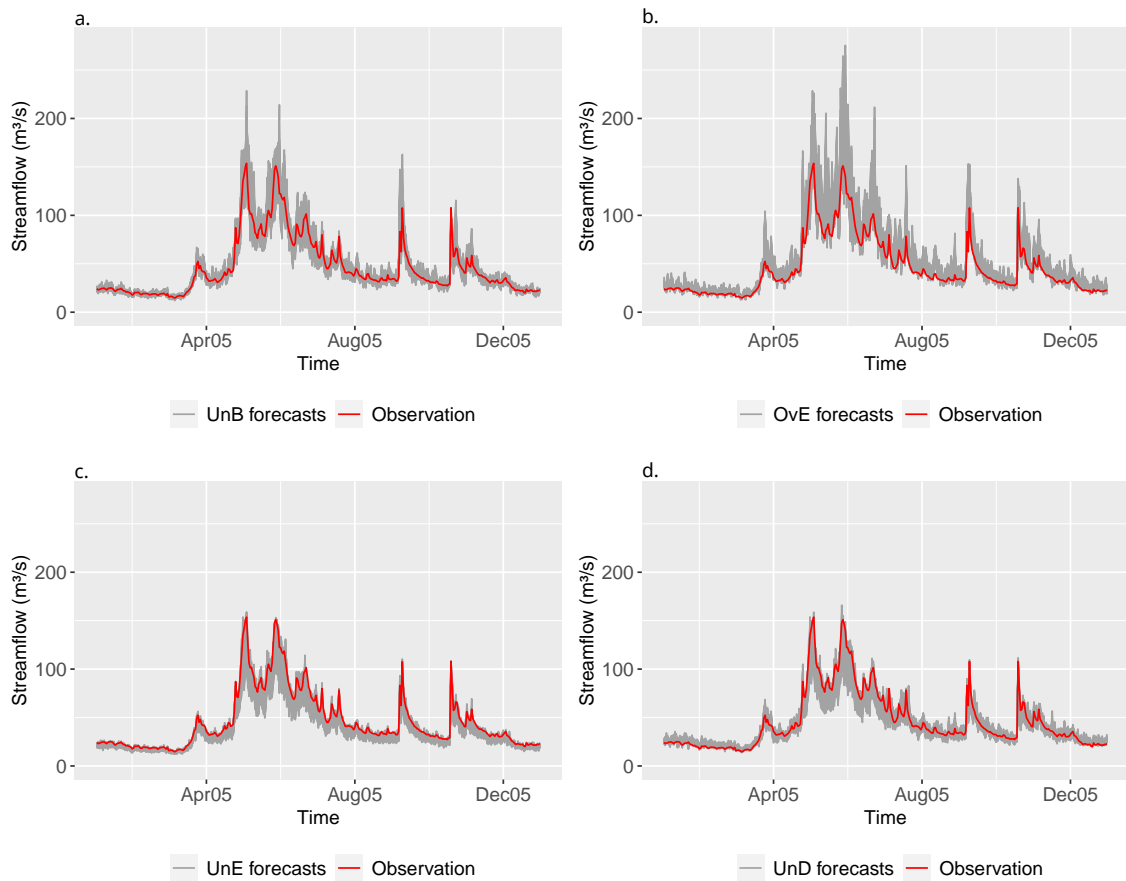 a.
Streamflow (m³/s)
200
100
0
Apr05 Aug05 Dec05
Time
UnB forecasts Observation
b.
Streamflow (m³/s)
200
100
0
Apr05 Aug05 Dec05
Time
OvE forecasts Observation
c.
Streamflow (m³/s)
200
100
0
Apr05 Aug05 Dec05
Time
UnE forecasts Observation
d.
Streamflow (m³/s)
200
100
0
Apr05 Aug05 Dec05
Time
UnD forecasts Observation